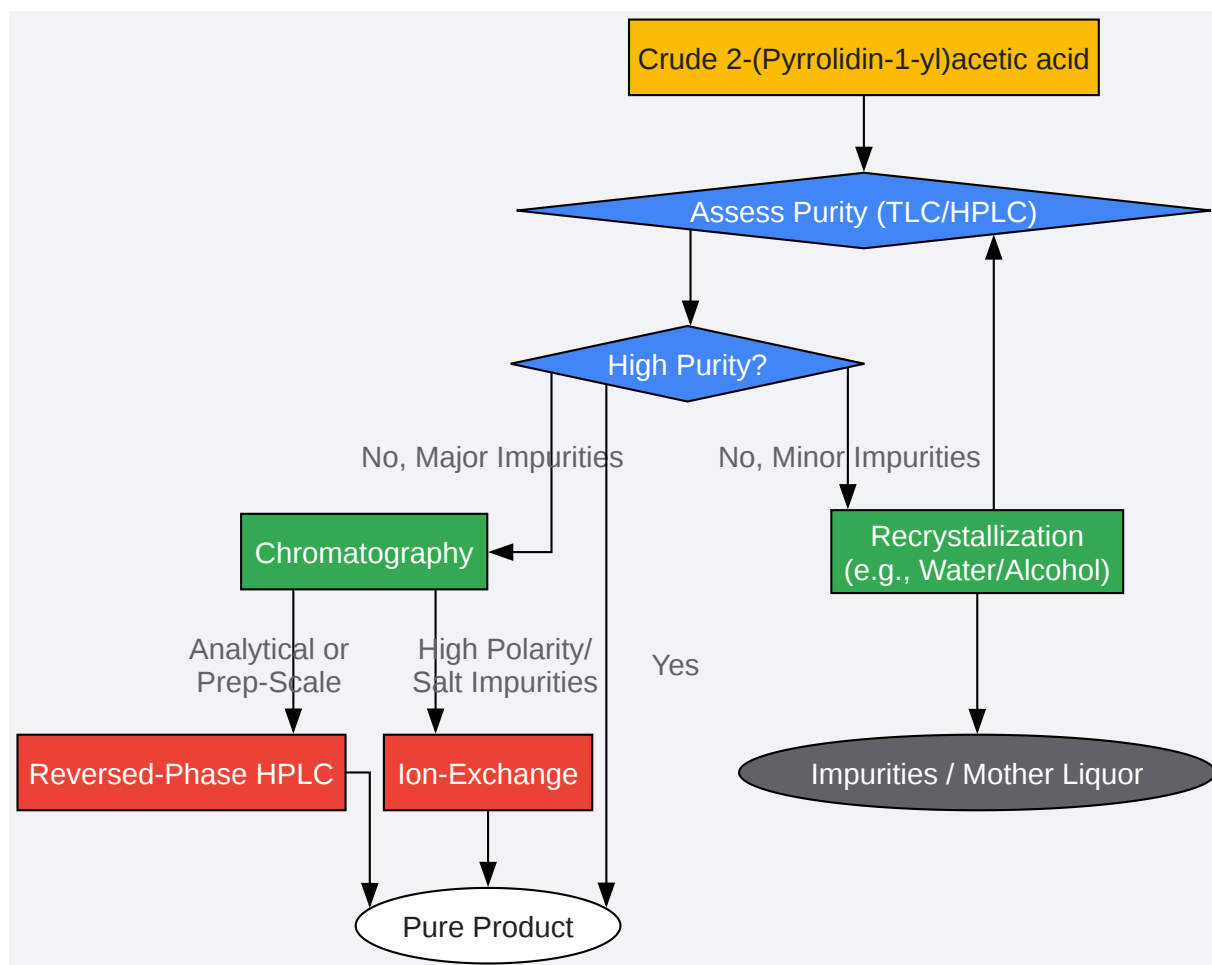 Crude 2-(Pyrrolidin-1-yl)acetic acid
Assess Purity (TLC/HPLC)
High Purity?
No, Major Impurities
No, Minor Impurities
Chromatography
Recrystallization
(e.g., Water/Alcohol)
Analytical or
Prep-Scale
High Polarity/
Salt Impurities
Yes
Reversed-Phase HPLC
Ion-Exchange
Impurities / Mother Liquor
Pure Product